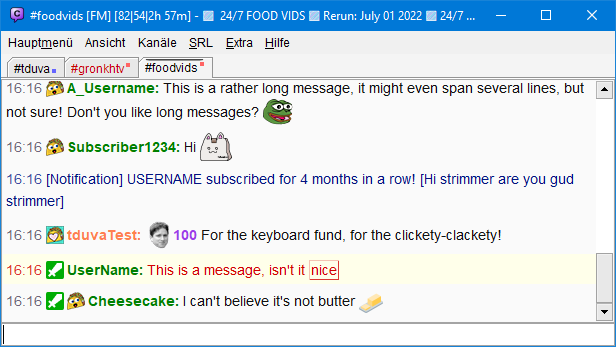 #foodvids [FM] [82|54|2h 57m] - 24/7 FOOD VIDS Rerun: July 01 2022 24/7 ...
Hauptmenü Ansicht Kanäle SRL Extra Hilfe
#tduva #gronkhtv #foodvids
16:16 A_Username: This is a rather long message, it might even span several lines, but
not sure! Don't you like long messages?
16:16 Subscriber1234: Hi
16:16 [Notification] USERNAME subscribed for 4 months in a row! [Hi strimmer are you gud
strimmer]
16:16 tduvaTest: 100 For the keyboard fund, for the clickety-clackety!
16:16 UserName: This is a message, isn't it nice
16:16 Cheesecake: I can't believe it's not butter